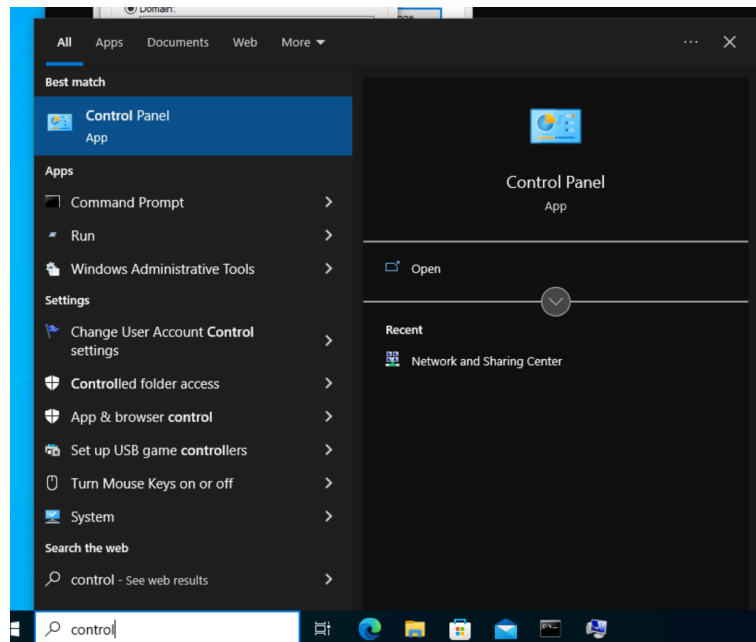 Domain:
All Apps Documents Web More
Best match
Control Panel
App
Apps
Command Prompt
Run
Windows Administrative Tools
Settings
Change User Account Control
settings
Controlled folder access
App & browser control
Set up USB game controllers
Turn Mouse Keys on or off
System
Search the web
control - See web results
control
Control Panel
App
Open
Recent
Network and Sharing Center